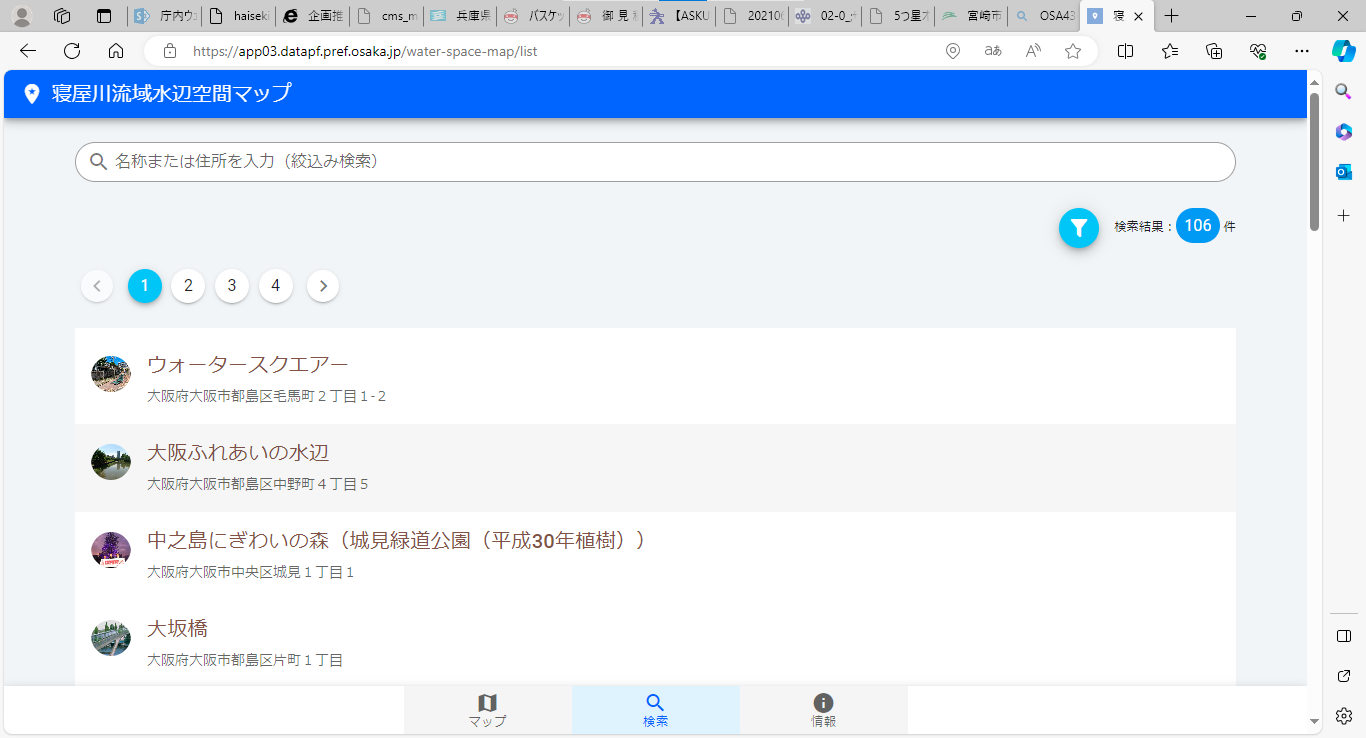 庁内ウ
haiseki
企画推
cms_m
兵庫県
バスケッ
御 見 積
【ASKU
202106
02-0_
5つ星オ
宮崎市
OSA43
寝
https://app03.datapf.pref.osaka.jp/water-space-map/list
aあ
寝屋川流域水辺空間マップ
名称または住所を入力（絞込み検索）
検索結果： 106 件
1 2 3 4
ウォータースクエアー
大阪府大阪市都島区毛馬町２丁目１-２
大阪ふれあいの水辺
大阪府大阪市都島区中野町４丁目５
中之島にぎわいの森（城見緑道公園（平成30年植樹））
大阪府大阪市中央区城見１丁目１
大坂橋
大阪府大阪市都島区片町１丁目
マップ 検索 情報